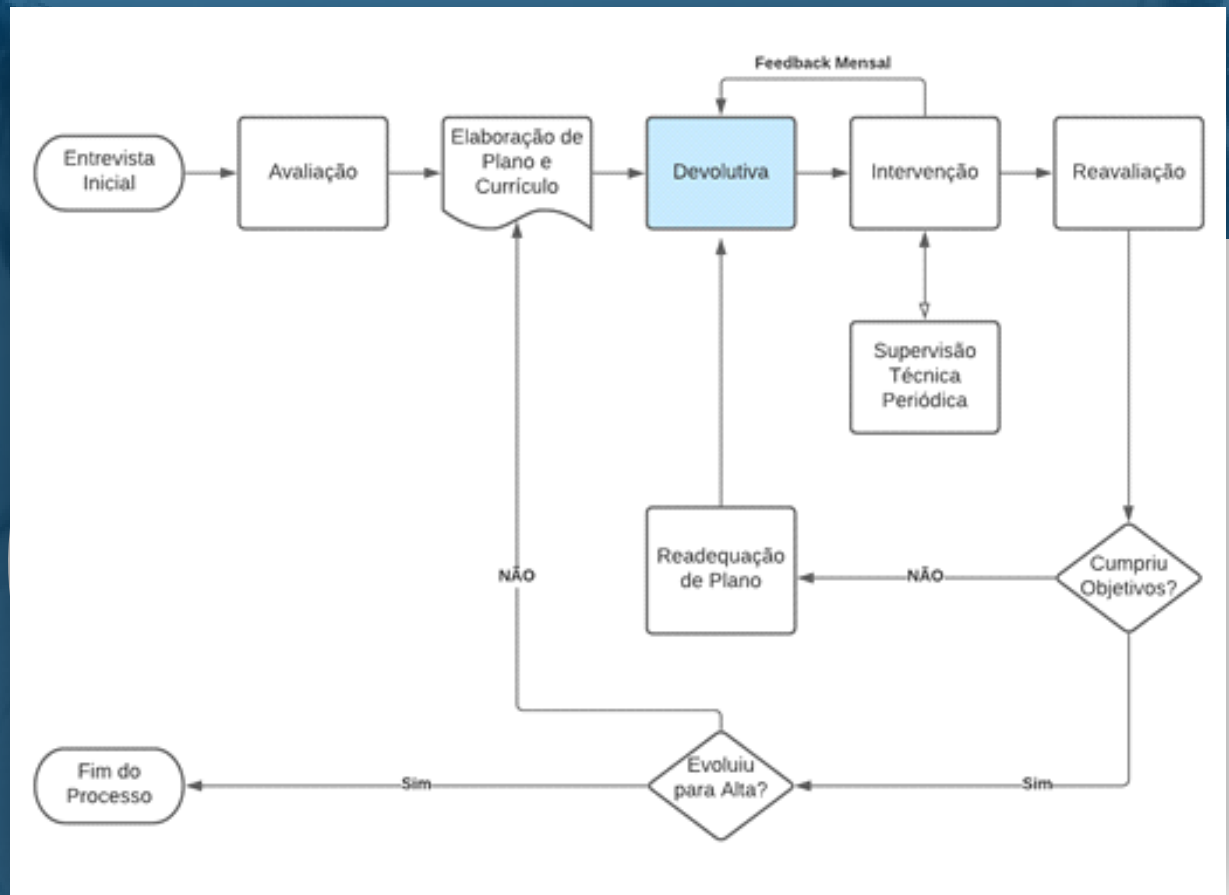 Feedback Mensal
Entrevista
Inicial
Avaliação
Elaboração de
Plano e
Currículo
Devolutiva
Intervenção
Reavaliação
Supervisão
Técnica
Periódica
Readequação
de Plano
NÃO
Cumpriu
Objetivos?
NÃO
Evoluiu
para Alta?
Sim
Sim
Fim do
Processo